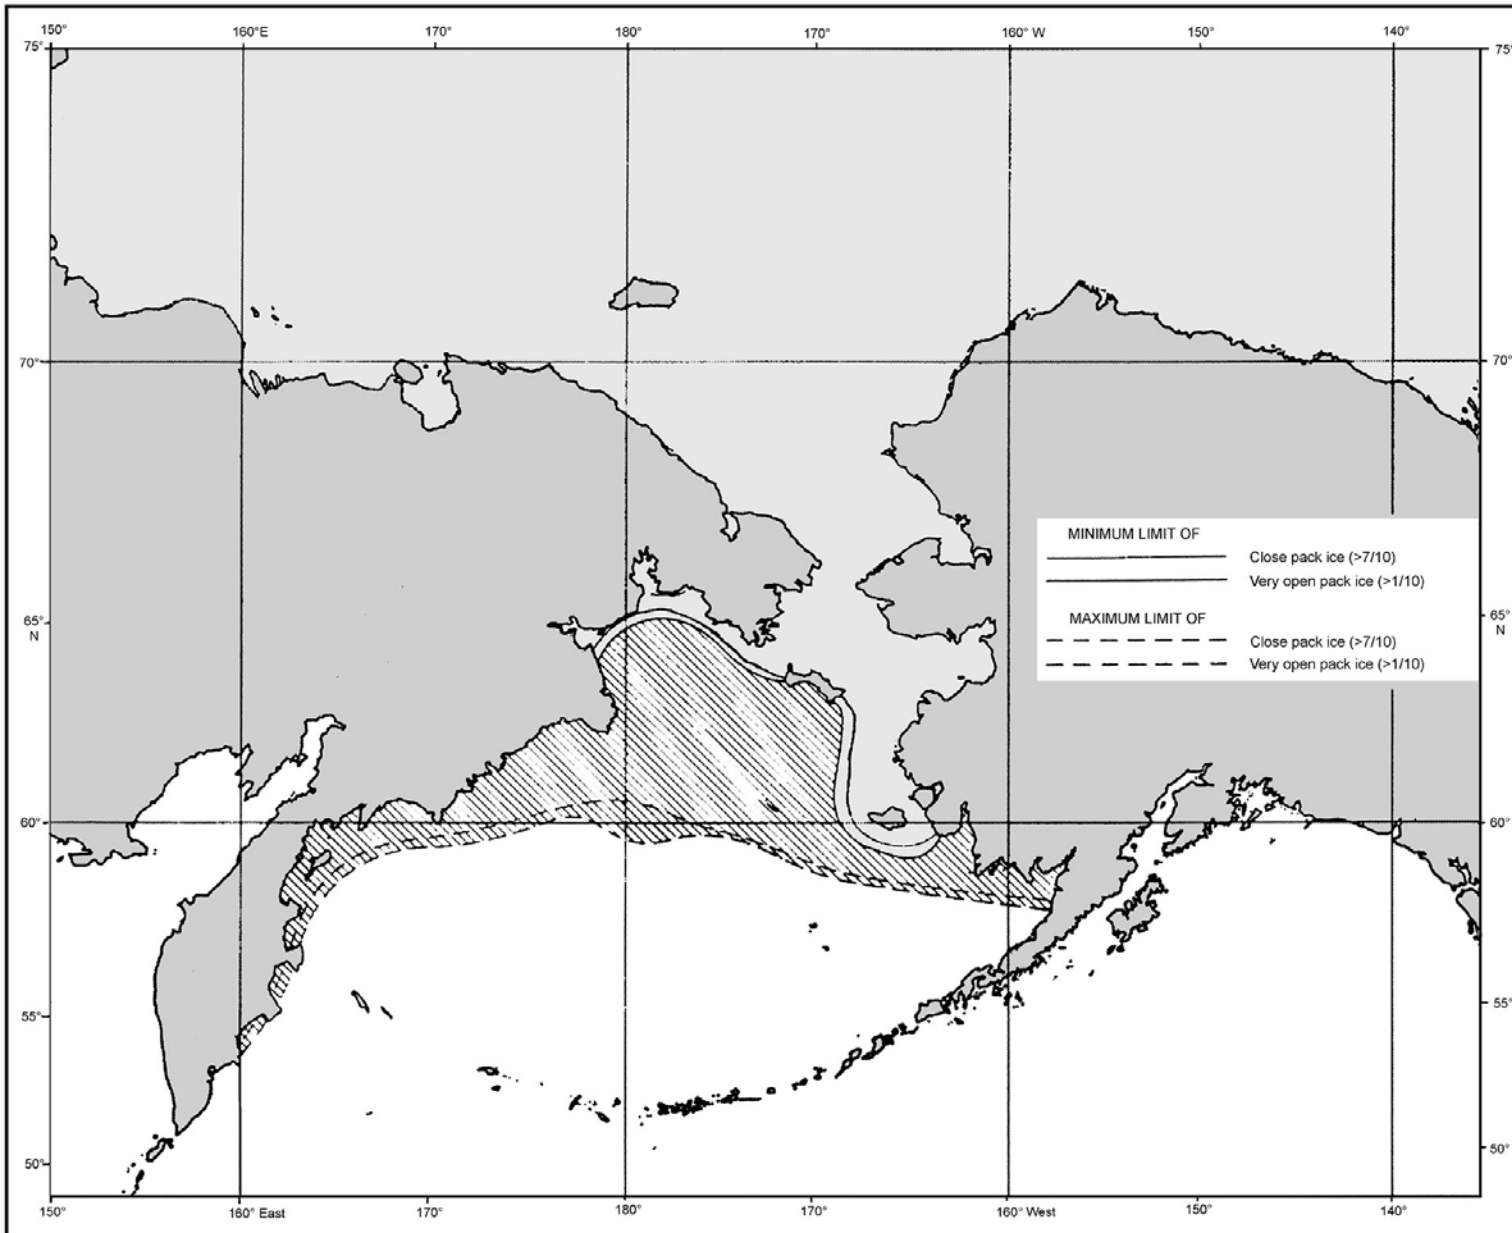 150° 160°E 170° 180° 170° 160° W 150° 140°
75° 75°
70° 70°
MINIMUM LIMIT OF
Close pack ice (>7/10)
Very open pack ice (>1/10)
65° 65°
N N
MAXIMUM LIMIT OF
Close pack ice (>7/10)
Very open pack ice (>1/10)
60° 60°
55° 55°
50° 50°
150° 160° East 170° 180° 170° 160° West 150° 140°